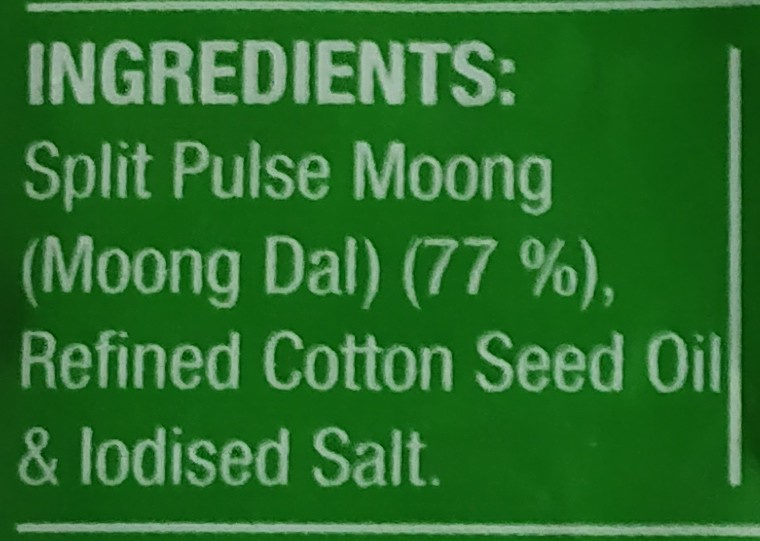 INGREDIENTS:
Split Pulse Moong
(Moong Dal) (77 %),
Refined Cotton Seed Oil
& Iodised Salt.